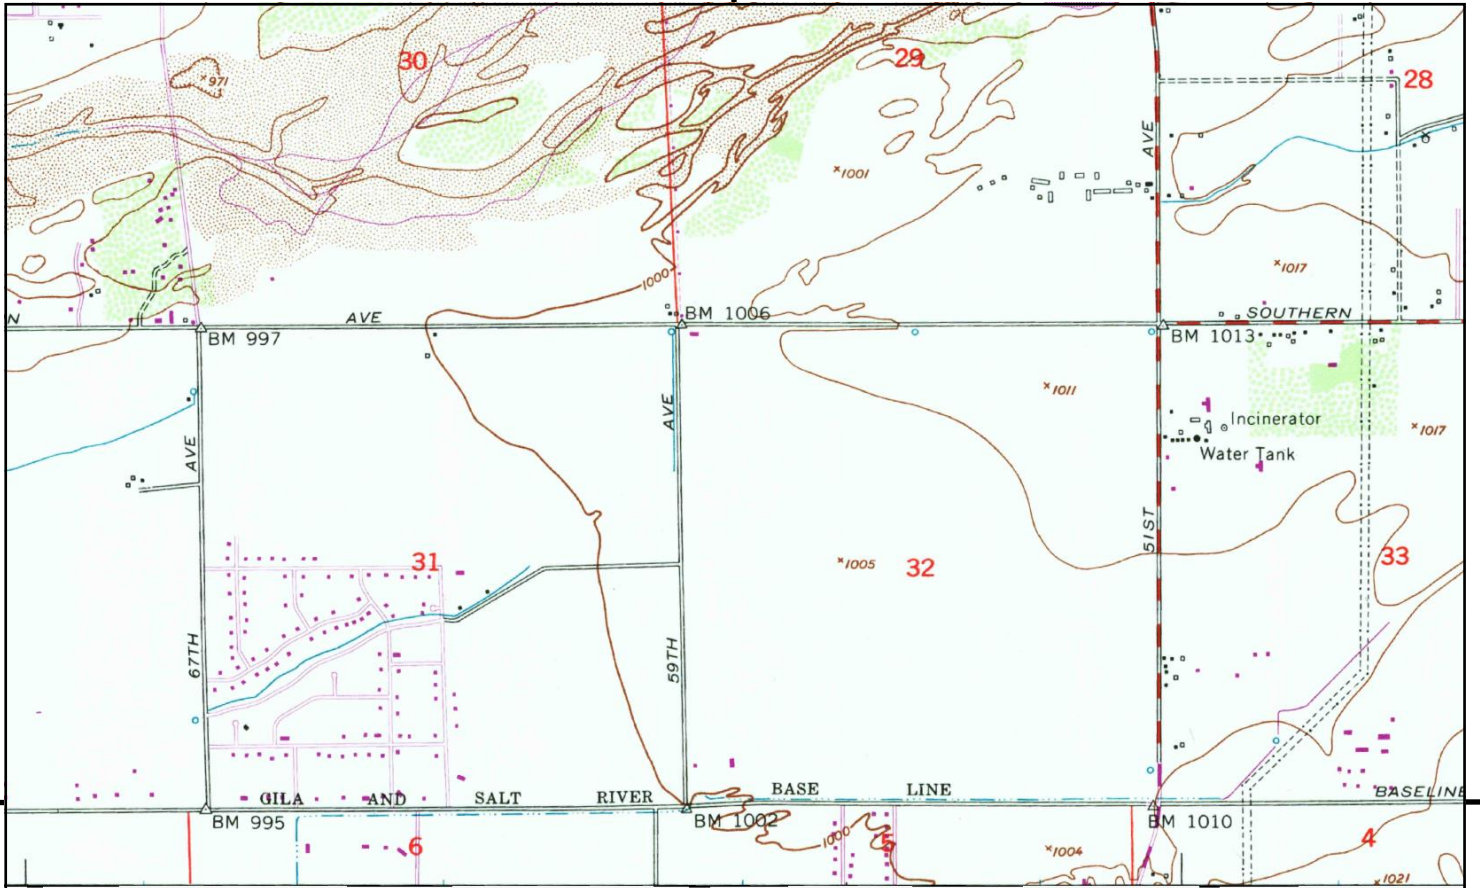 30
29
28
971
AVE
1001
1017
1000
N
AVE
BM 1006
SOUTHERN
BM 997
BM 1013
AVE
1011
Incinerator
1017
AVE
Water Tank
51ST
31
1005
32
33
67TH
59TH
GILA AND SALT RIVER BASE LINE
BASELINE
BM 995
BM 1002
BM 1010
6
1000
5
1004
4
1021